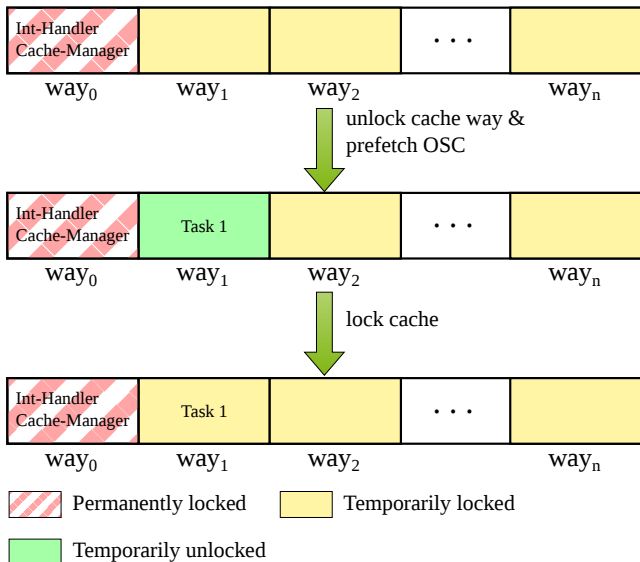 Int-Handler
Cache-Manager
· · ·
way0 way1 way2 wayn
unlock cache way &
prefetch OSC
Int-Handler
Cache-Manager
Task 1
· · ·
way0 way1 way2 wayn
lock cache
Int-Handler
Cache-Manager
Task 1
· · ·
way0 way1 way2 wayn
Permanently locked Temporarily locked
Temporarily unlocked